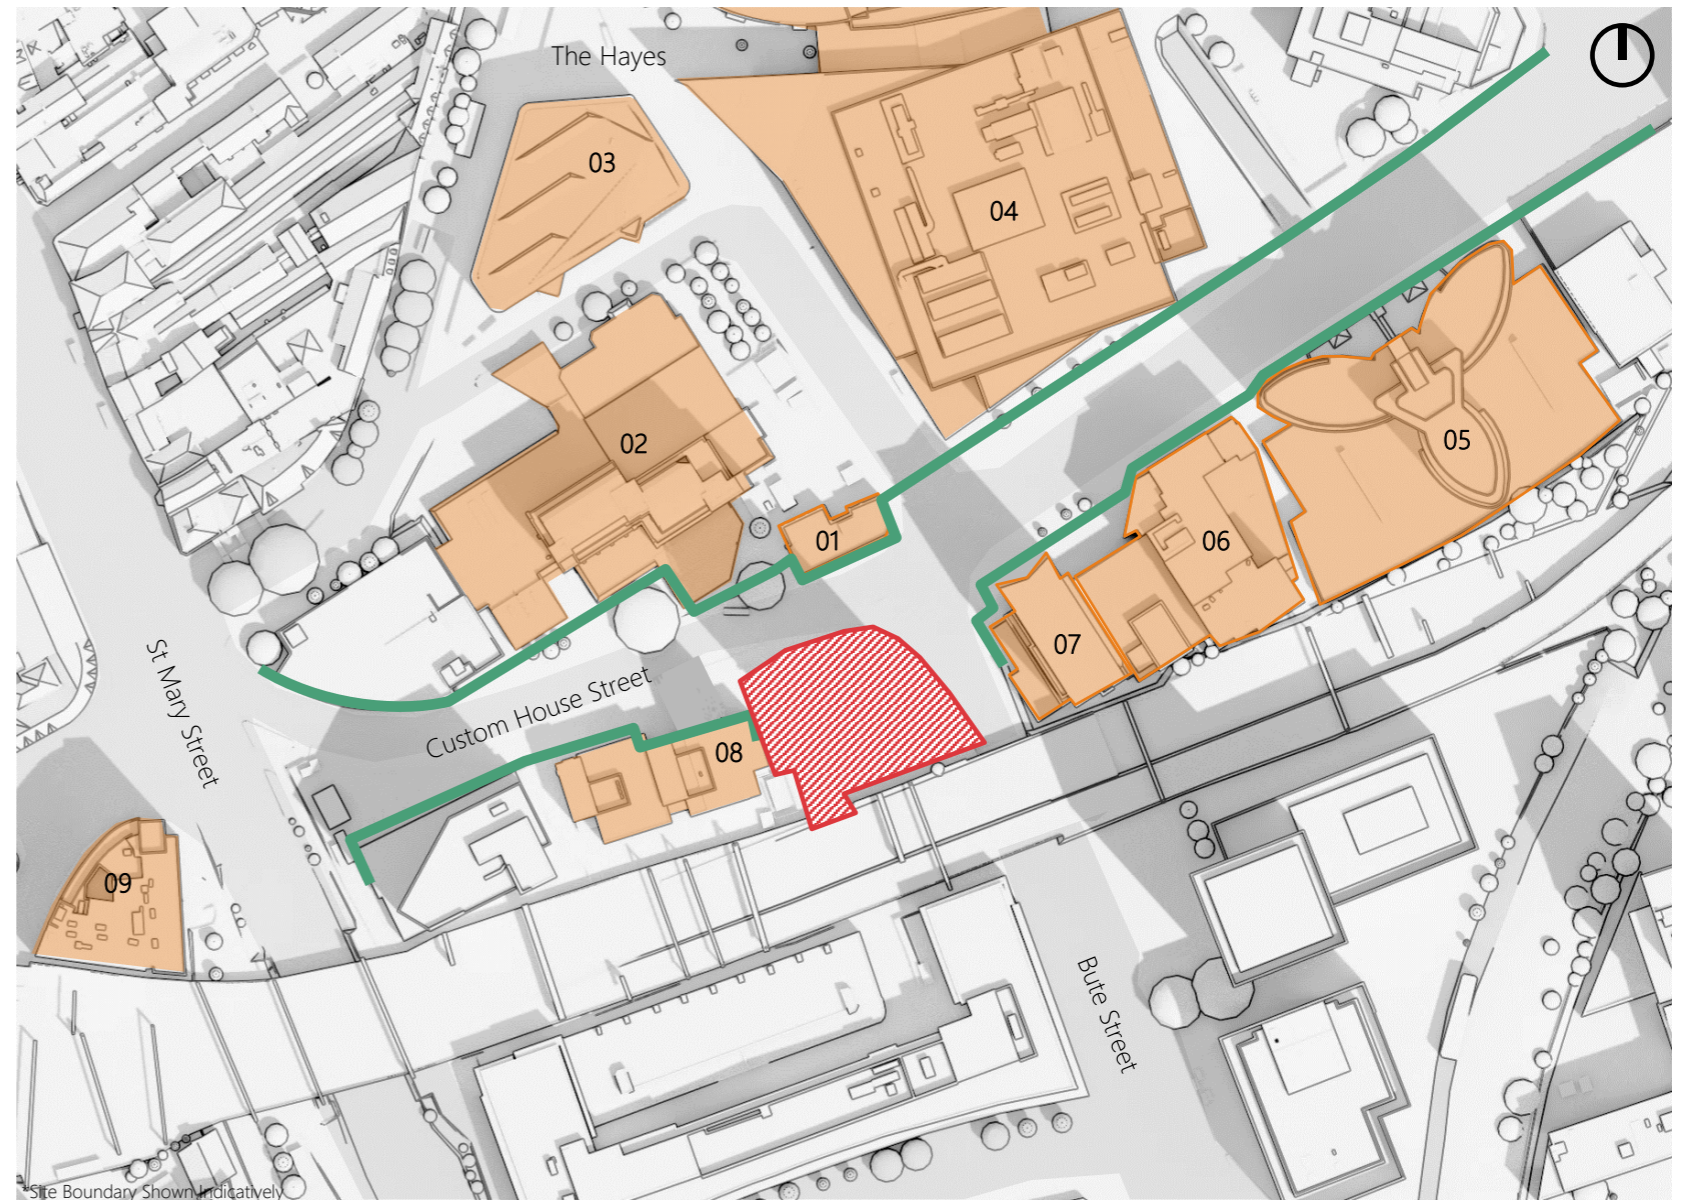 The Hayes
03
04
02
05
01
06
07
St Mary Street
Custom House Street
08
09
Bute Street
*Site Boundary Shown Indicatively